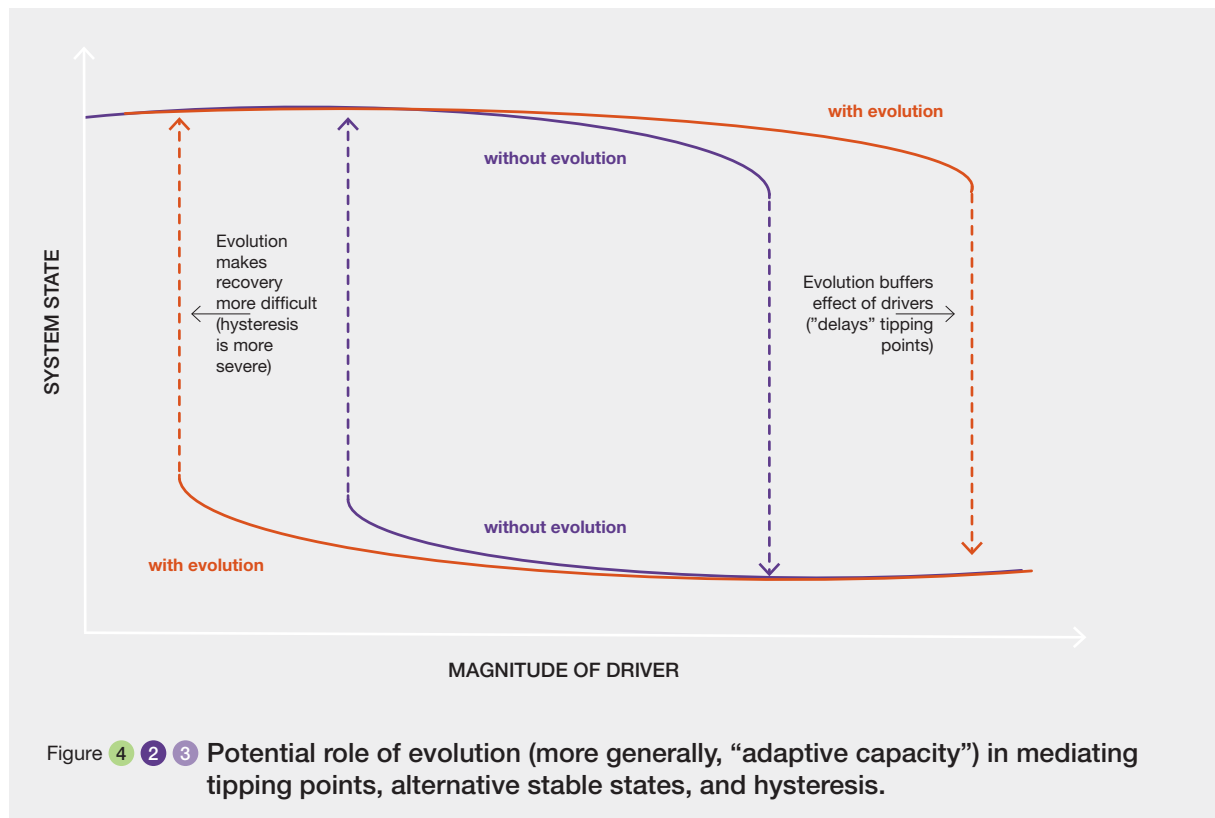 with evolution
without evolution
Evolution
makes
recovery
more difficult
(hysteresis
is more
severe)
Evolution buffers
effect of drivers
(”delays” tipping
points)
SYSTEM STATE
without evolution
with evolution
MAGNITUDE OF DRIVER
Figure 4 2 3 Potential role of evolution (more generally, “adaptive capacity”) in mediating
tipping points, alternative stable states, and hysteresis.